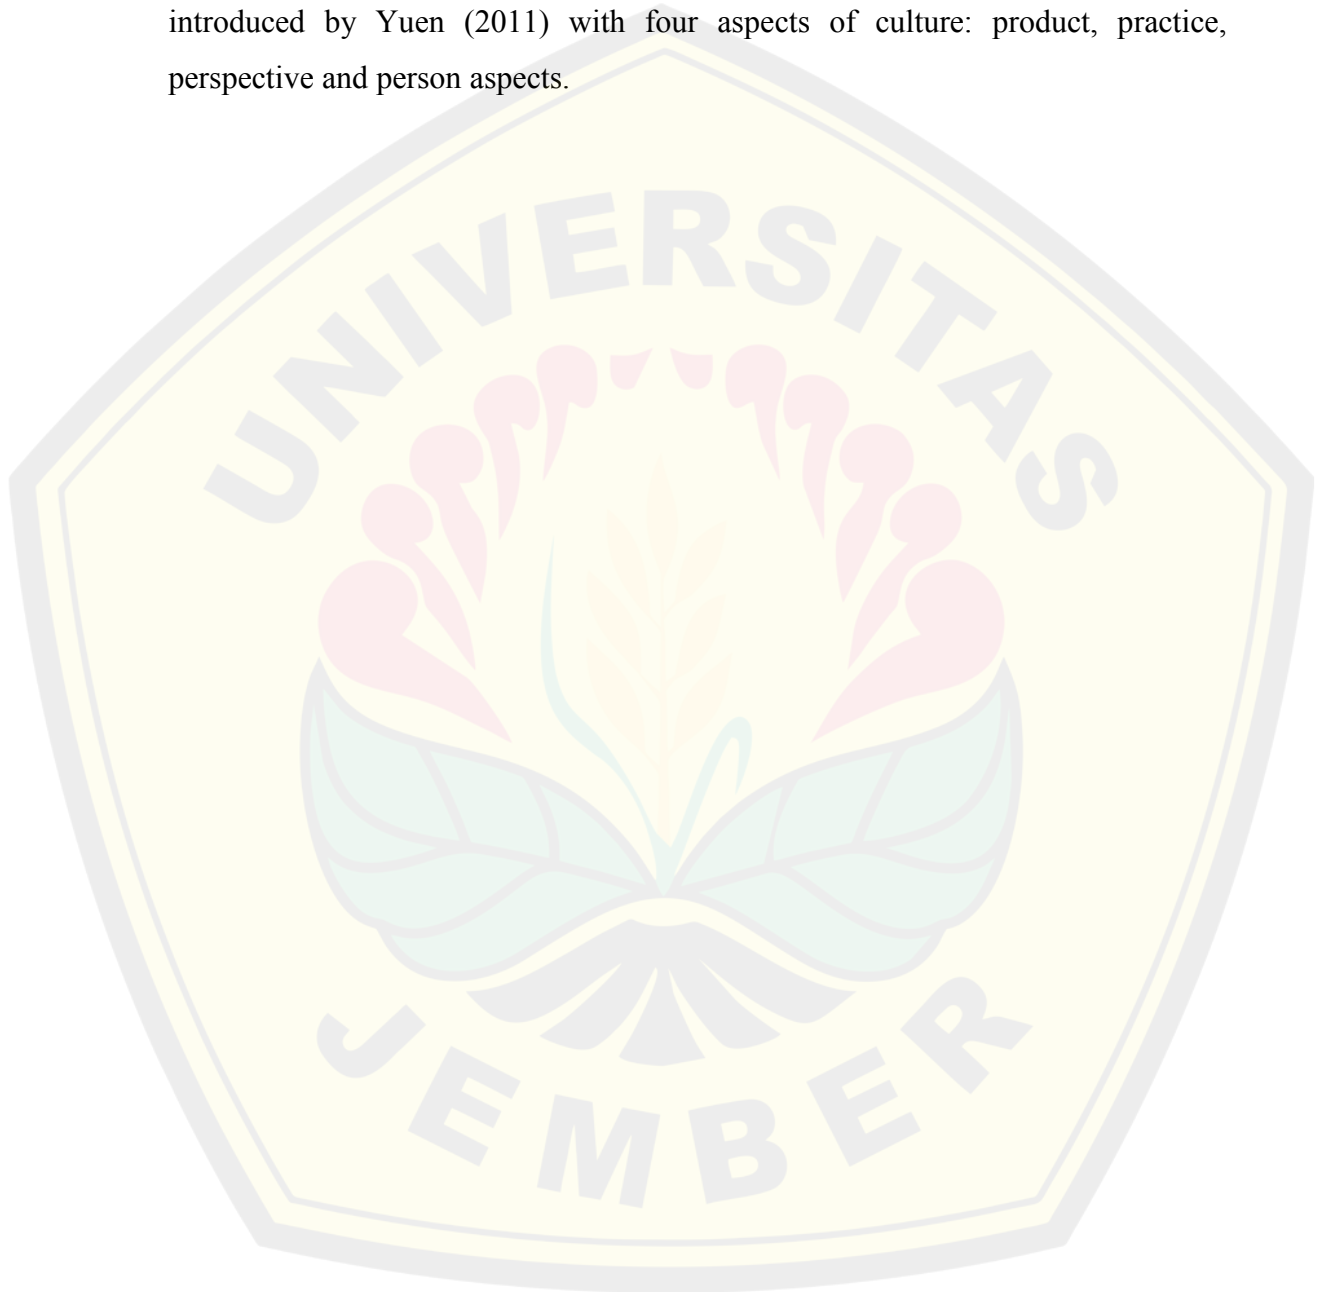 introduced by Yuen (2011) with four aspects of culture: product, practice,
perspective and person aspects.
UNIVERSITAS
JEMBER